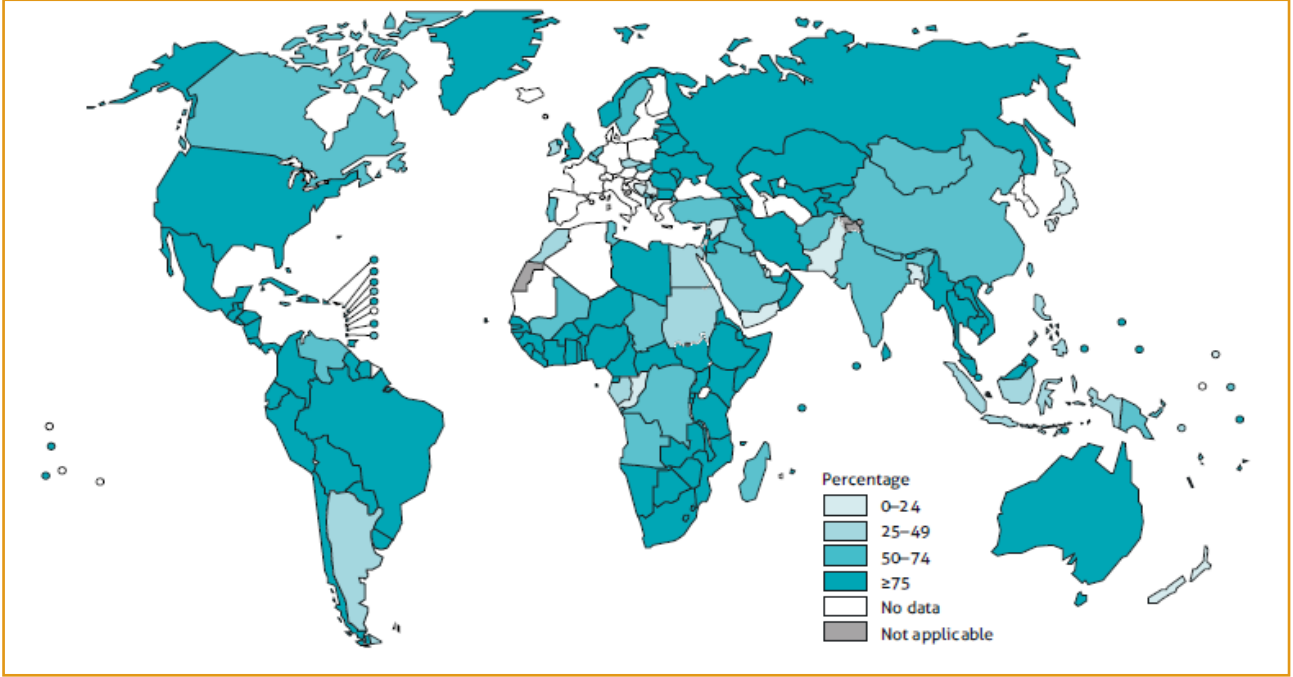 Percentage
0–24
25–49
50–74
≥75
No data
Not applicable